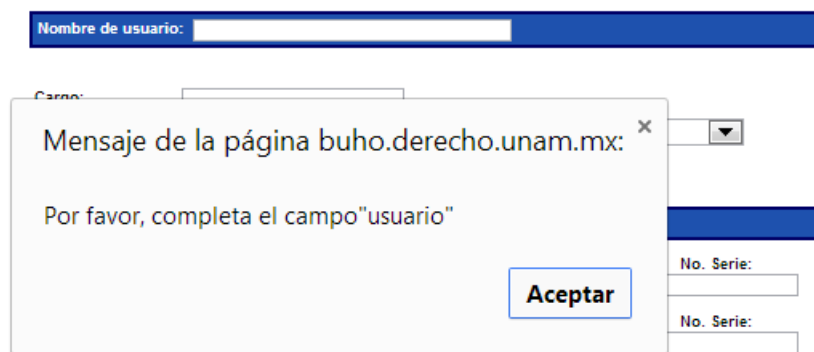 Nombre de usuario:
Cargo:
Mensaje de la página buho.derecho.unam.mx:
×
Por favor, completa el campo"usuario"
Aceptar
No. Serie:
No. Serie: